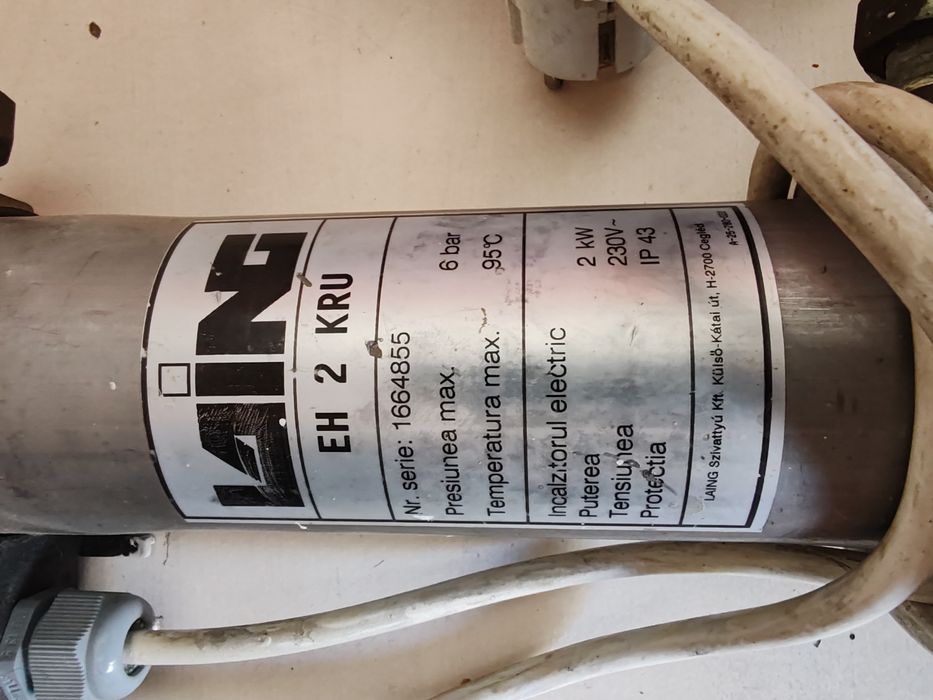 LAING
EH 2 KRU
Nr. serie: 1664855
Presiunea max. 6 bar
Temperatura max. 95°C
Incalzitorul electric
Puterea 2 kW
Tensiunea 230V~
Protectia IP 43
LAING Szivattyú Kft. Külső-Kátai út, H-2700 Cegléd